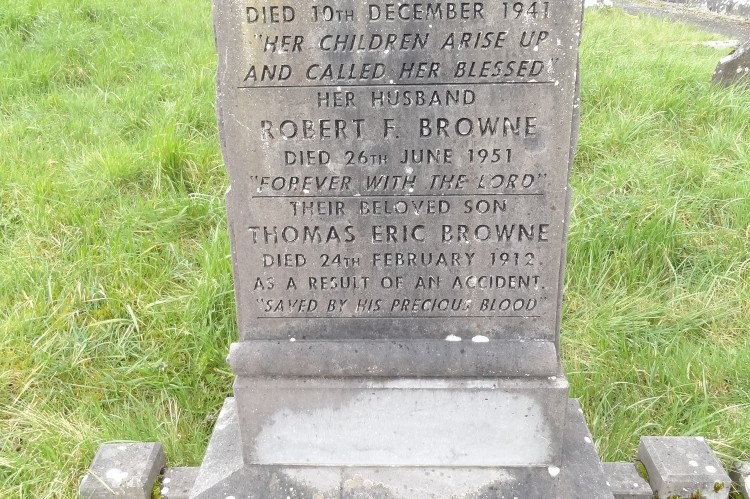 DIED 10TH DECEMBER 1941
"HER CHILDREN ARISE UP
AND CALLED HER BLESSED"
HER HUSBAND
ROBERT F. BROWNE
DIED 26TH JUNE 1951
"FOREVER WITH THE LORD"
THEIR BELOVED SON
THOMAS ERIC BROWNE
DIED 24TH FEBRUARY 1912
AS A RESULT OF AN ACCIDENT.
"SAVED BY HIS PRECIOUS BLOOD"